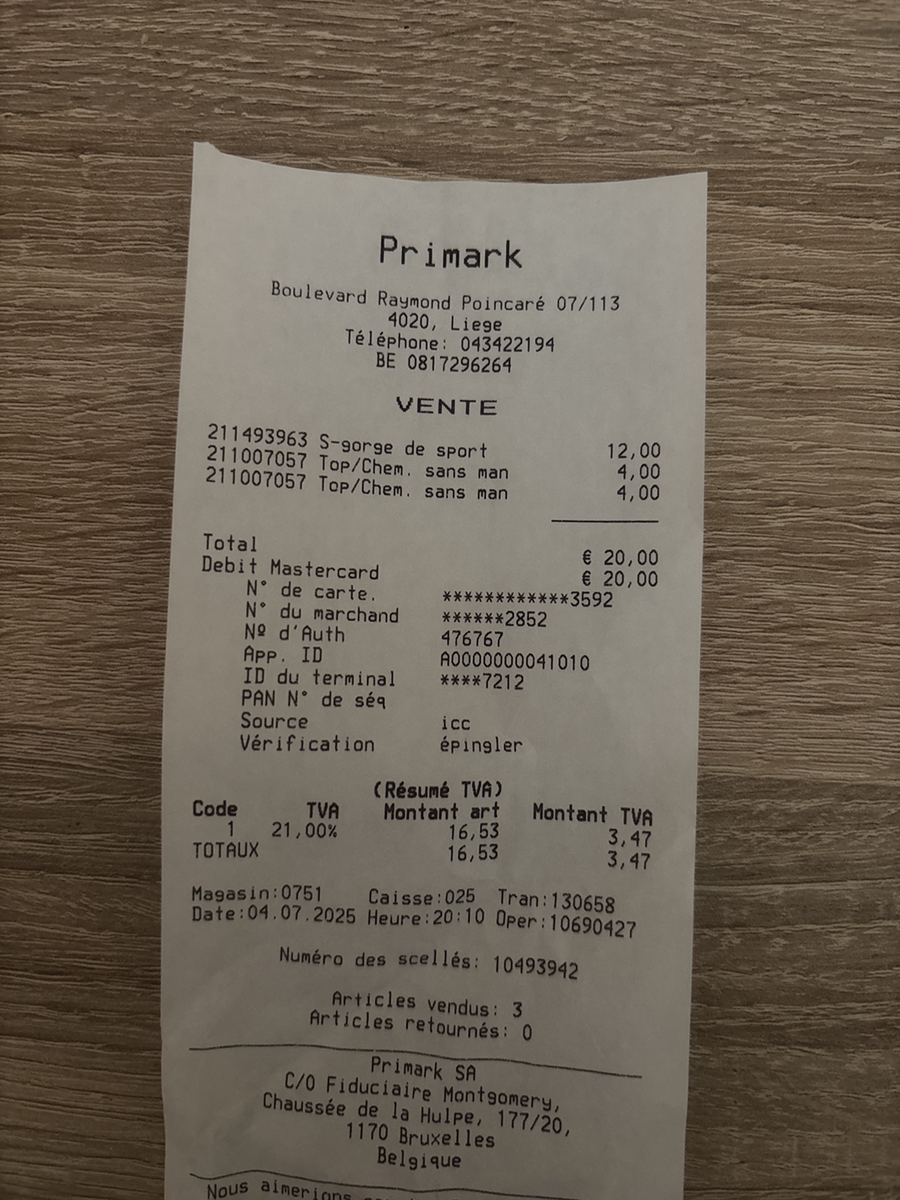 Primark
Boulevard Raymond Poincaré 07/113
4020, Liege
Téléphone: 043422194
BE 0817296264
VENTE
211493963 S-gorge de sport 12,00
211007057 Top/Chem. sans man 4,00
211007057 Top/Chem. sans man 4,00
Total € 20,00
Debit Mastercard € 20,00
N° de carte. ************3592
N° du marchand ******2852
Nº d'Auth 476767
App. ID A0000000041010
ID du terminal ****7212
PAN N° de séq
Source icc
Vérification épingler
(Résumé TVA)
Code TVA Montant art Montant TVA
1 21,00% 16,53 3,47
TOTAUX 16,53 3,47
Magasin:0751 Caisse:025 Tran:130658
Date:04.07.2025 Heure:20:10 Oper:10690427
Numéro des scellés: 10493942
Articles vendus: 3
Articles retournés: 0
Primark SA
C/O Fiduciaire Montgomery,
Chaussée de la Hulpe, 177/20,
1170 Bruxelles
Belgique
Nous aimerions